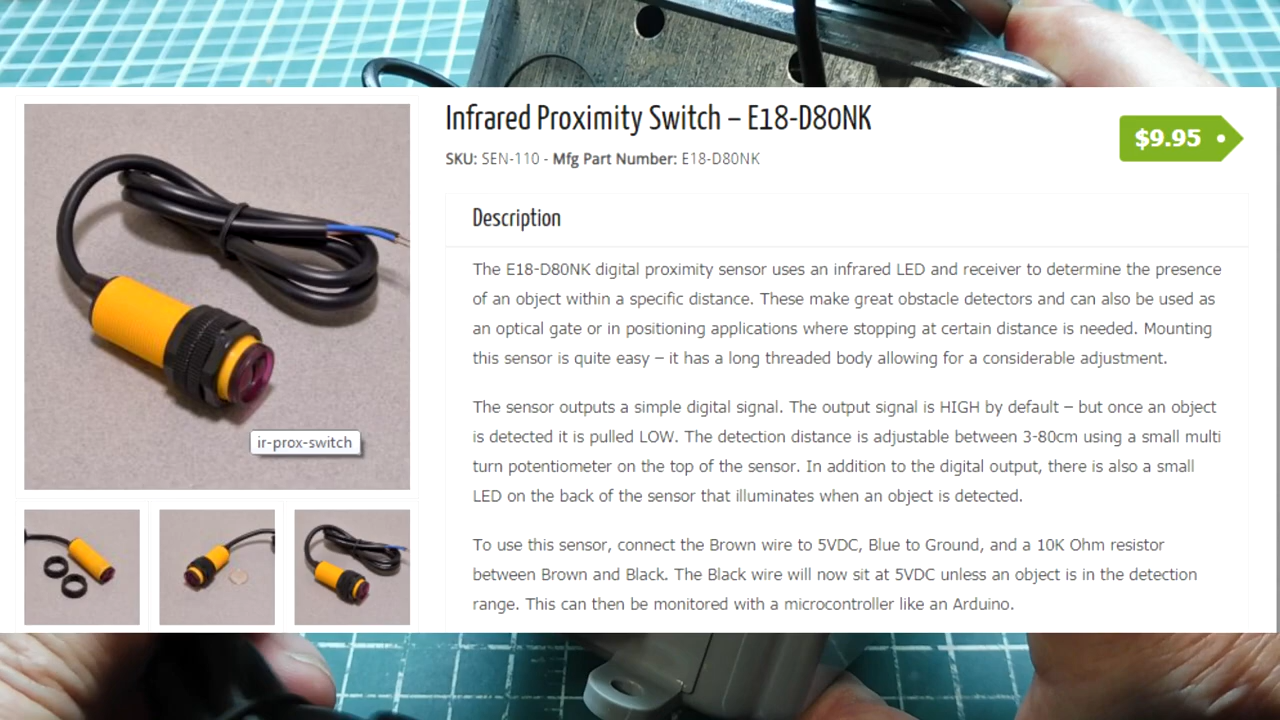 Infrared Proximity Switch – E18-D80NK
$9.95
SKU: SEN-110 - Mfg Part Number: E18-D80NK
Description
The E18-D80NK digital proximity sensor uses an infrared LED and receiver to determine the presence
of an object within a specific distance. These make great obstacle detectors and can also be used as
an optical gate or in positioning applications where stopping at certain distance is needed. Mounting
this sensor is quite easy – it has a long threaded body allowing for a considerable adjustment.
The sensor outputs a simple digital signal. The output signal is HIGH by default – but once an object
is detected it is pulled LOW. The detection distance is adjustable between 3-80cm using a small multi
turn potentiometer on the top of the sensor. In addition to the digital output, there is also a small
LED on the back of the sensor that illuminates when an object is detected.
To use this sensor, connect the Brown wire to 5VDC, Blue to Ground, and a 10K Ohm resistor
between Brown and Black. The Black wire will now sit at 5VDC unless an object is in the detection
range. This can then be monitored with a microcontroller like an Arduino.
ir-prox-switch